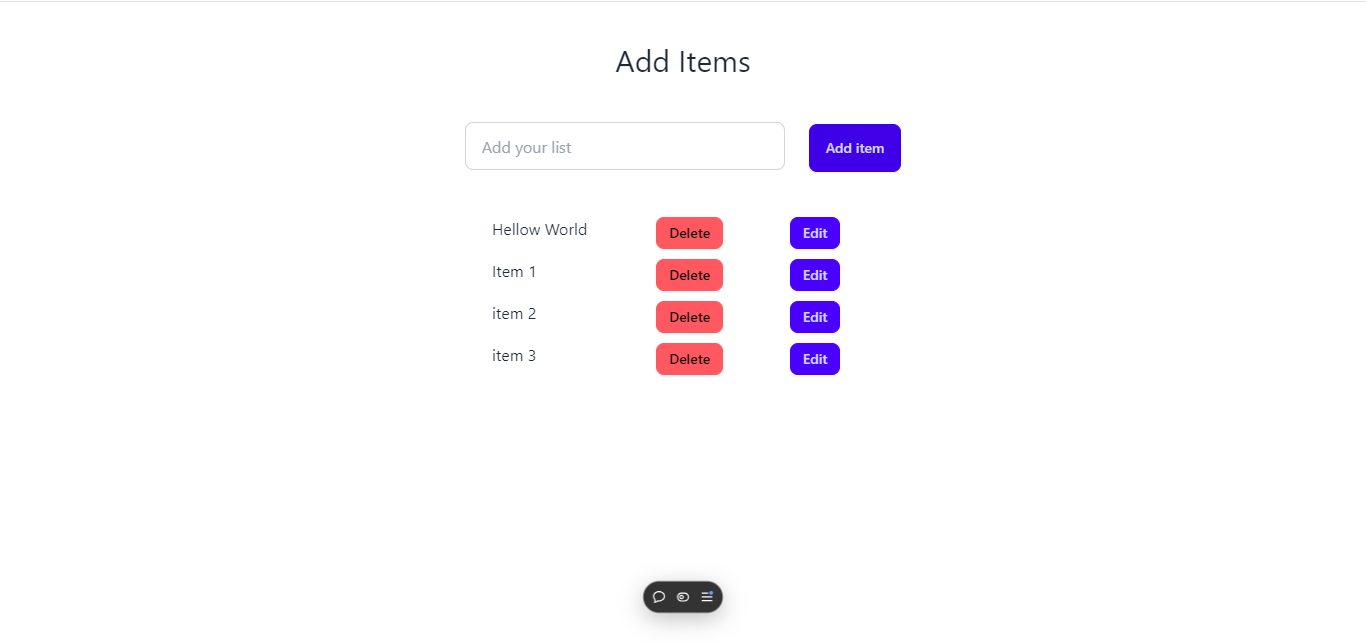 Add Items
Add your list Add item
Hellow World Delete Edit
Item 1 Delete Edit
item 2 Delete Edit
item 3 Delete Edit